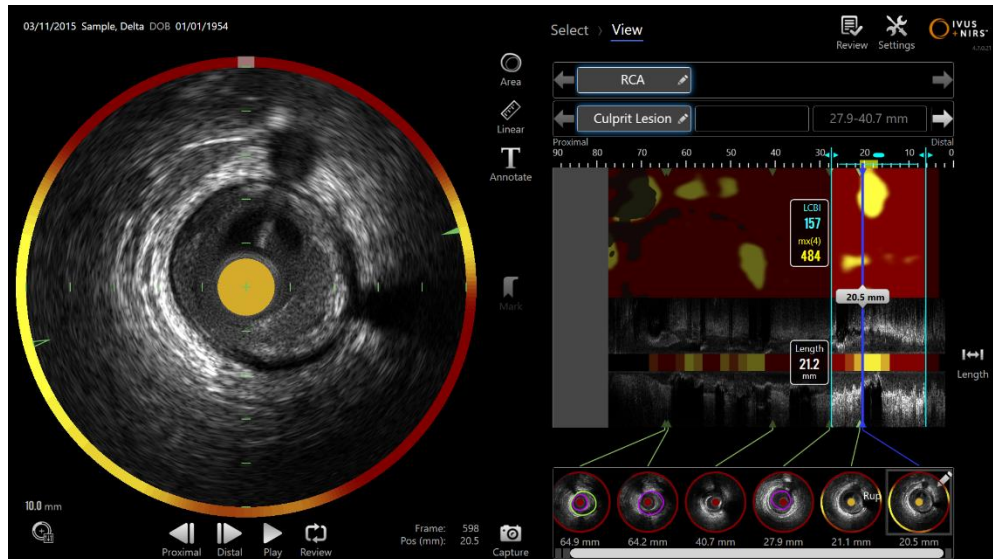 03/11/2015 Sample, Delta DOB 01/01/1954
Select > View
Review
Settings
IVUS
+NIRS™
Area
Linear
T
Annotate
Mark
RCA
Culprit Lesion
27.9-40.7 mm
Proximal
Distal
90 80 70 60 50 40 30 20 10 0
LCBI
157
mx(4)
484
20.5 mm
Length
21.2
mm
Length
Rup
64.9 mm 64.2 mm 40.7 mm 27.9 mm 21.1 mm 20.5 mm
10.0 mm
Proximal Distal Play Review
Frame: 598
Pos (mm): 20.5
Capture